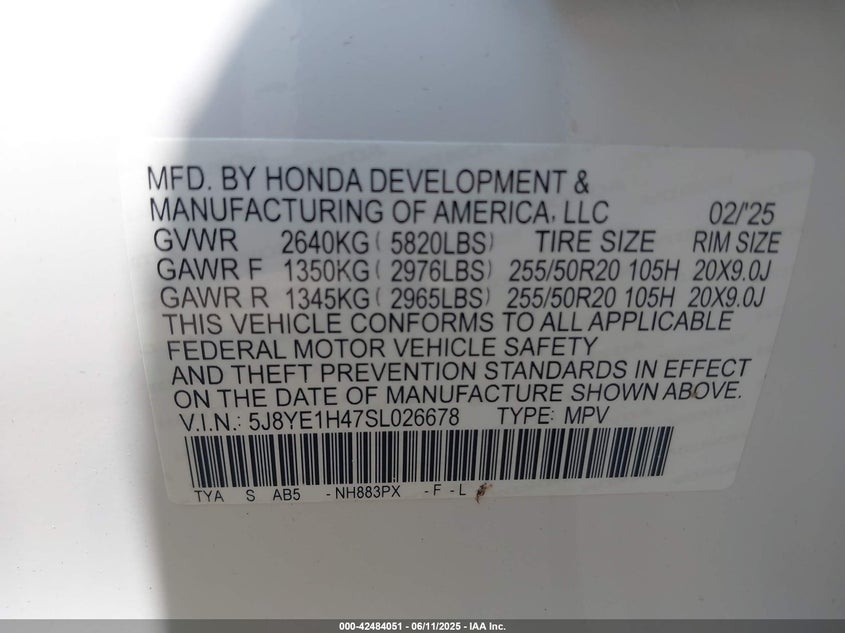 MFD. BY HONDA DEVELOPMENT &
MANUFACTURING OF AMERICA, LLC 02/'25
GVWR 2640KG ( 5820LBS) TIRE SIZE RIM SIZE
GAWR F 1350KG ( 2976LBS) 255/50R20 105H 20X9.0J
GAWR R 1345KG ( 2965LBS) 255/50R20 105H 20X9.0J
THIS VEHICLE CONFORMS TO ALL APPLICABLE
FEDERAL MOTOR VEHICLE SAFETY
AND THEFT PREVENTION STANDARDS IN EFFECT
ON THE DATE OF MANUFACTURE SHOWN ABOVE.
V.I.N.: 5J8YE1H47SL026678 TYPE: MPV
TYA S AB5 -NH883PX -F -L
000-42484051 - 06/11/2025 - IAA Inc.